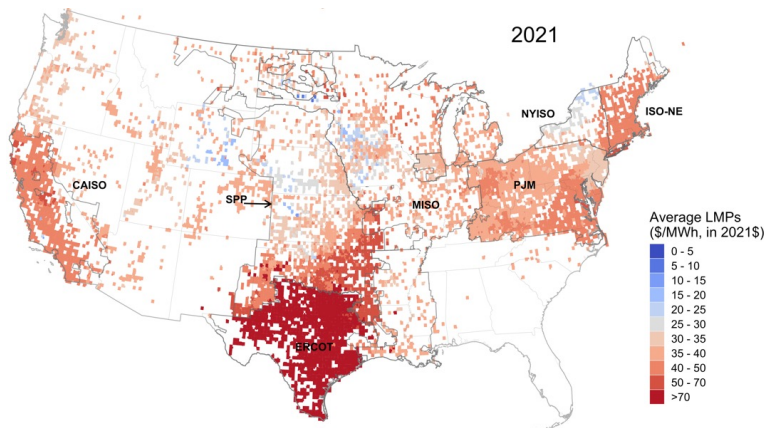 2021
NYISO
ISO-NE
CAISO
SPP
MISO
PJM
ERCOT
Average LMPs
($/MWh, in 2021$)
0 - 5
5 - 10
10 - 15
15 - 20
20 - 25
25 - 30
30 - 35
35 - 40
40 - 50
50 - 70
>70